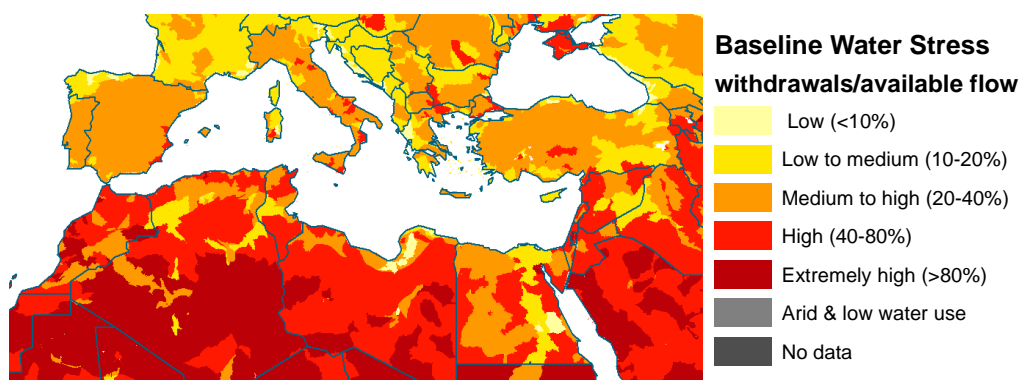 Baseline Water Stress
withdrawals/available flow
Low (<10%)
Low to medium (10-20%)
Medium to high (20-40%)
High (40-80%)
Extremely high (>80%)
Arid & low water use
No data